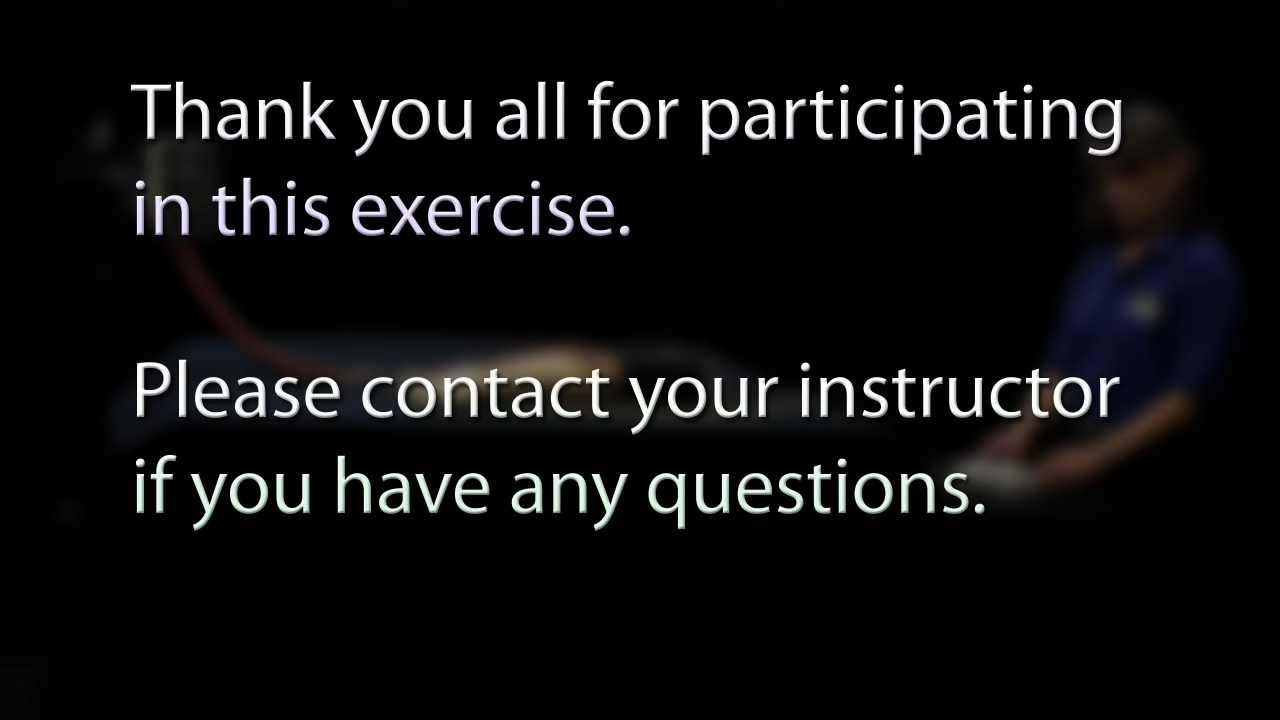 Thank you all for participating
in this exercise.
Please contact your instructor
if you have any questions.